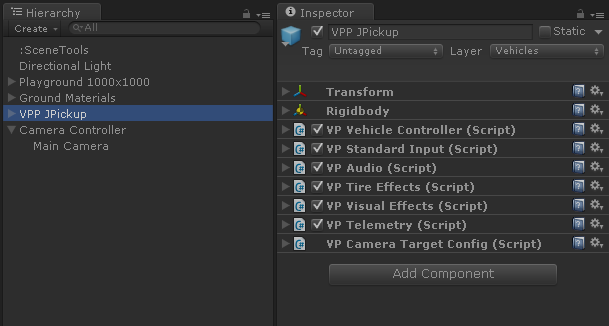 Hierarchy
Create
All
:SceneTools
Directional Light
Playground 1000x1000
Ground Materials
VPP JPickup
Camera Controller
Main Camera
Inspector
VPP JPickup
Static
Tag Untagged Layer Vehicles
Transform
Rigidbody
VP Vehicle Controller (Script)
VP Standard Input (Script)
VP Audio (Script)
VP Tire Effects (Script)
VP Visual Effects (Script)
VP Telemetry (Script)
VP Camera Target Config (Script)
Add Component